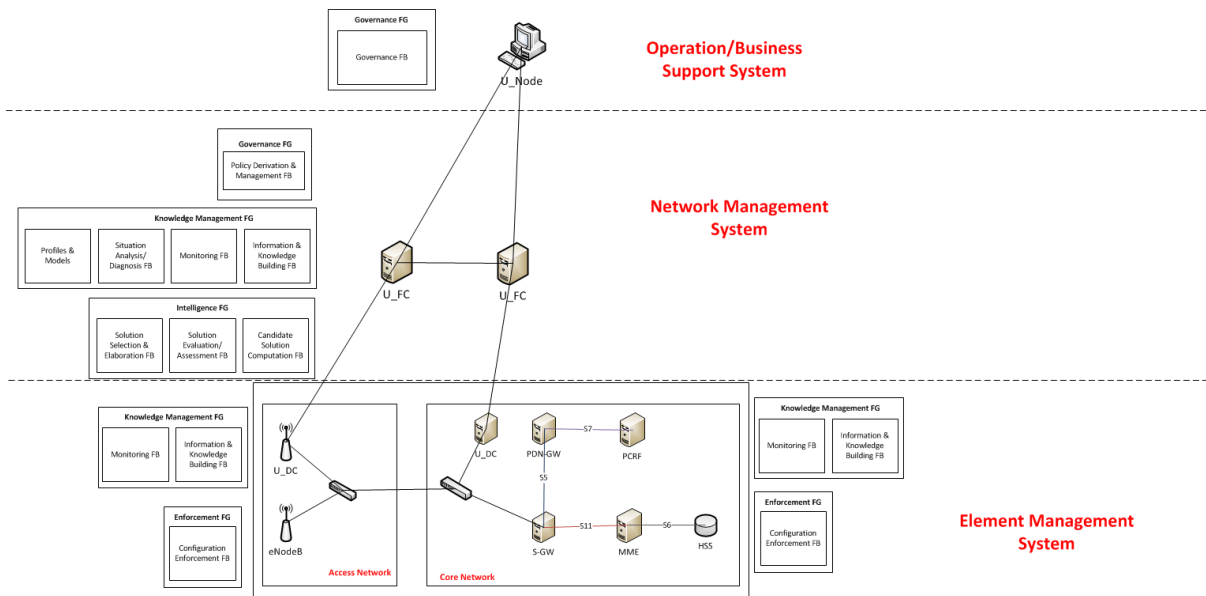 Governance FG
Governance FB
U_Node
Operation/Business
Support System
Governance FG
Policy Derivation &
Management FB
Knowledge Management FG
Profiles &
Models
Situation
Analysis/
Diagnosis FB
Monitoring FB
Information &
Knowledge
Building FB
Intelligence FG
Solution
Selection &
Elaboration FB
Solution
Evaluation/
Assessment FB
Candidate
Solution
Computation FB
U_FC
U_FC
Network Management
System
Knowledge Management FG
Monitoring FB
Information &
Knowledge
Building FB
Enforcement FG
Configuration
Enforcement FB
U_DC
eNodeB
Access Network
U_DC
PDN-GW
S7
PCRF
S5
S-GW
S11
MME
S6
HSS
Core Network
Knowledge Management FG
Monitoring FB
Information &
Knowledge
Building FB
Enforcement FG
Configuration
Enforcement FB
Element Management
System